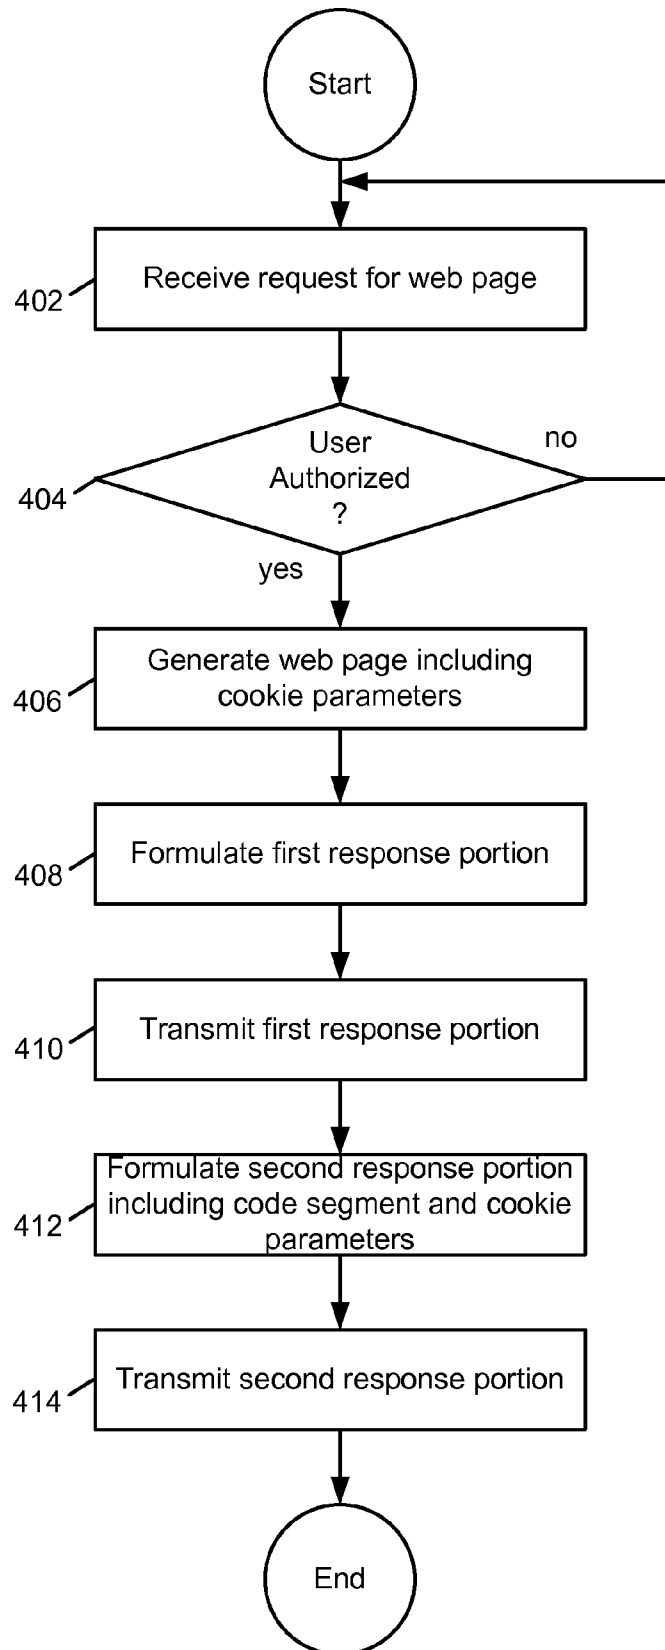 Start
402
Receive request for web page
404
User
Authorized
?
no
yes
406
Generate web page including
cookie parameters
408
Formulate first response portion
410
Transmit first response portion
412
Formulate second response portion
including code segment and cookie
parameters
414
Transmit second response portion
End